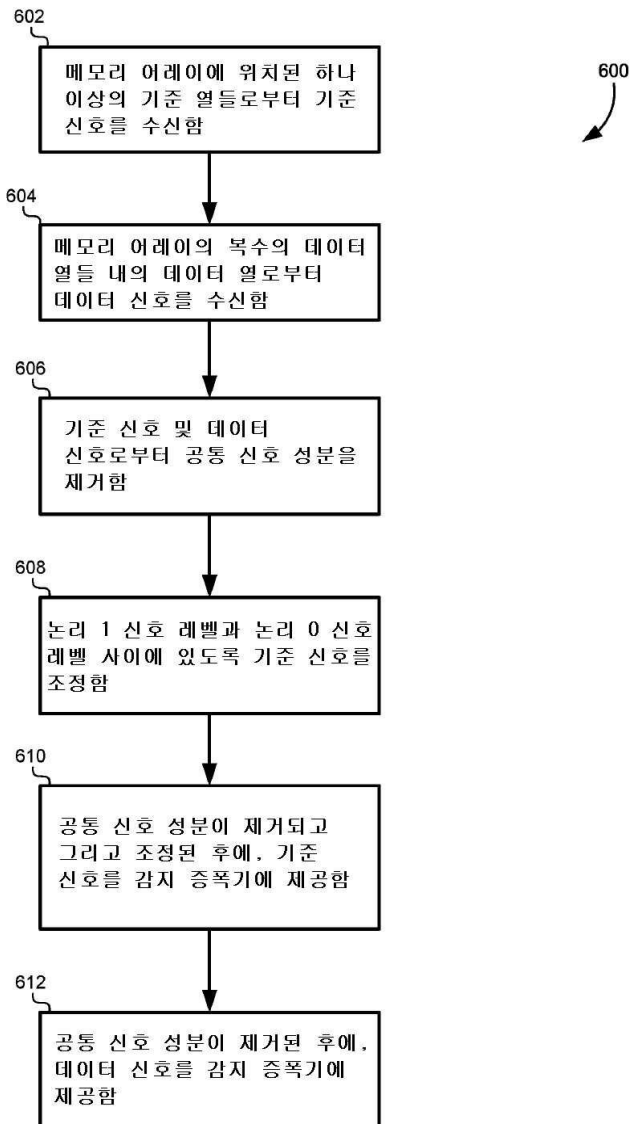 602
메모리 어레이에 위치된 하나
이상의 기준 열들로부터 기준
신호를 수신함
600
604
메모리 어레이의 복수의 데이터
열들 내의 데이터 열로부터
데이터 신호를 수신함
606
기준 신호 및 데이터
신호로부터 공통 신호 성분을
제거함
608
논리 1 신호 레벨과 논리 0 신호
레벨 사이에 있도록 기준 신호를
조정함
610
공통 신호 성분이 제거되고
그리고 조정된 후에, 기준
신호를 감지 증폭기에 제공함
612
공통 신호 성분이 제거된 후에,
데이터 신호를 감지 증폭기에
제공함